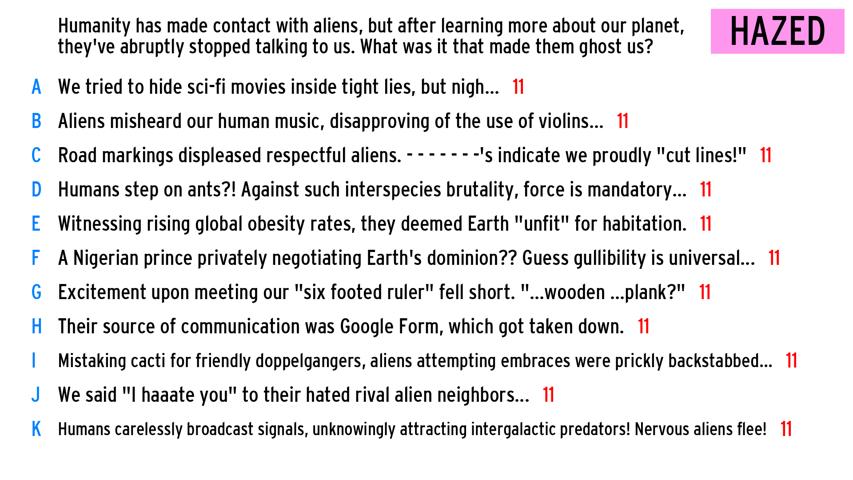 Humanity has made contact with aliens, but after learning more about our planet,
they've abruptly stopped talking to us. What was it that made them ghost us?
HAZED
A We tried to hide sci-fi movies inside tight lies, but nigh... 11
B Aliens misheard our human music, disapproving of the use of violins... 11
C Road markings displeased respectful aliens. - - - - - - -'s indicate we proudly "cut lines!" 11
D Humans step on ants?! Against such interspecies brutality, force is mandatory... 11
E Witnessing rising global obesity rates, they deemed Earth "unfit" for habitation. 11
F A Nigerian prince privately negotiating Earth's dominion?? Guess gullibility is universal... 11
G Excitement upon meeting our "six footed ruler" fell short. "...wooden ...plank?" 11
H Their source of communication was Google Form, which got taken down. 11
I Mistaking cacti for friendly doppelgangers, aliens attempting embraces were prickly backstabbed... 11
J We said "I haaate you" to their hated rival alien neighbors... 11
K Humans carelessly broadcast signals, unknowingly attracting intergalactic predators! Nervous aliens flee! 11